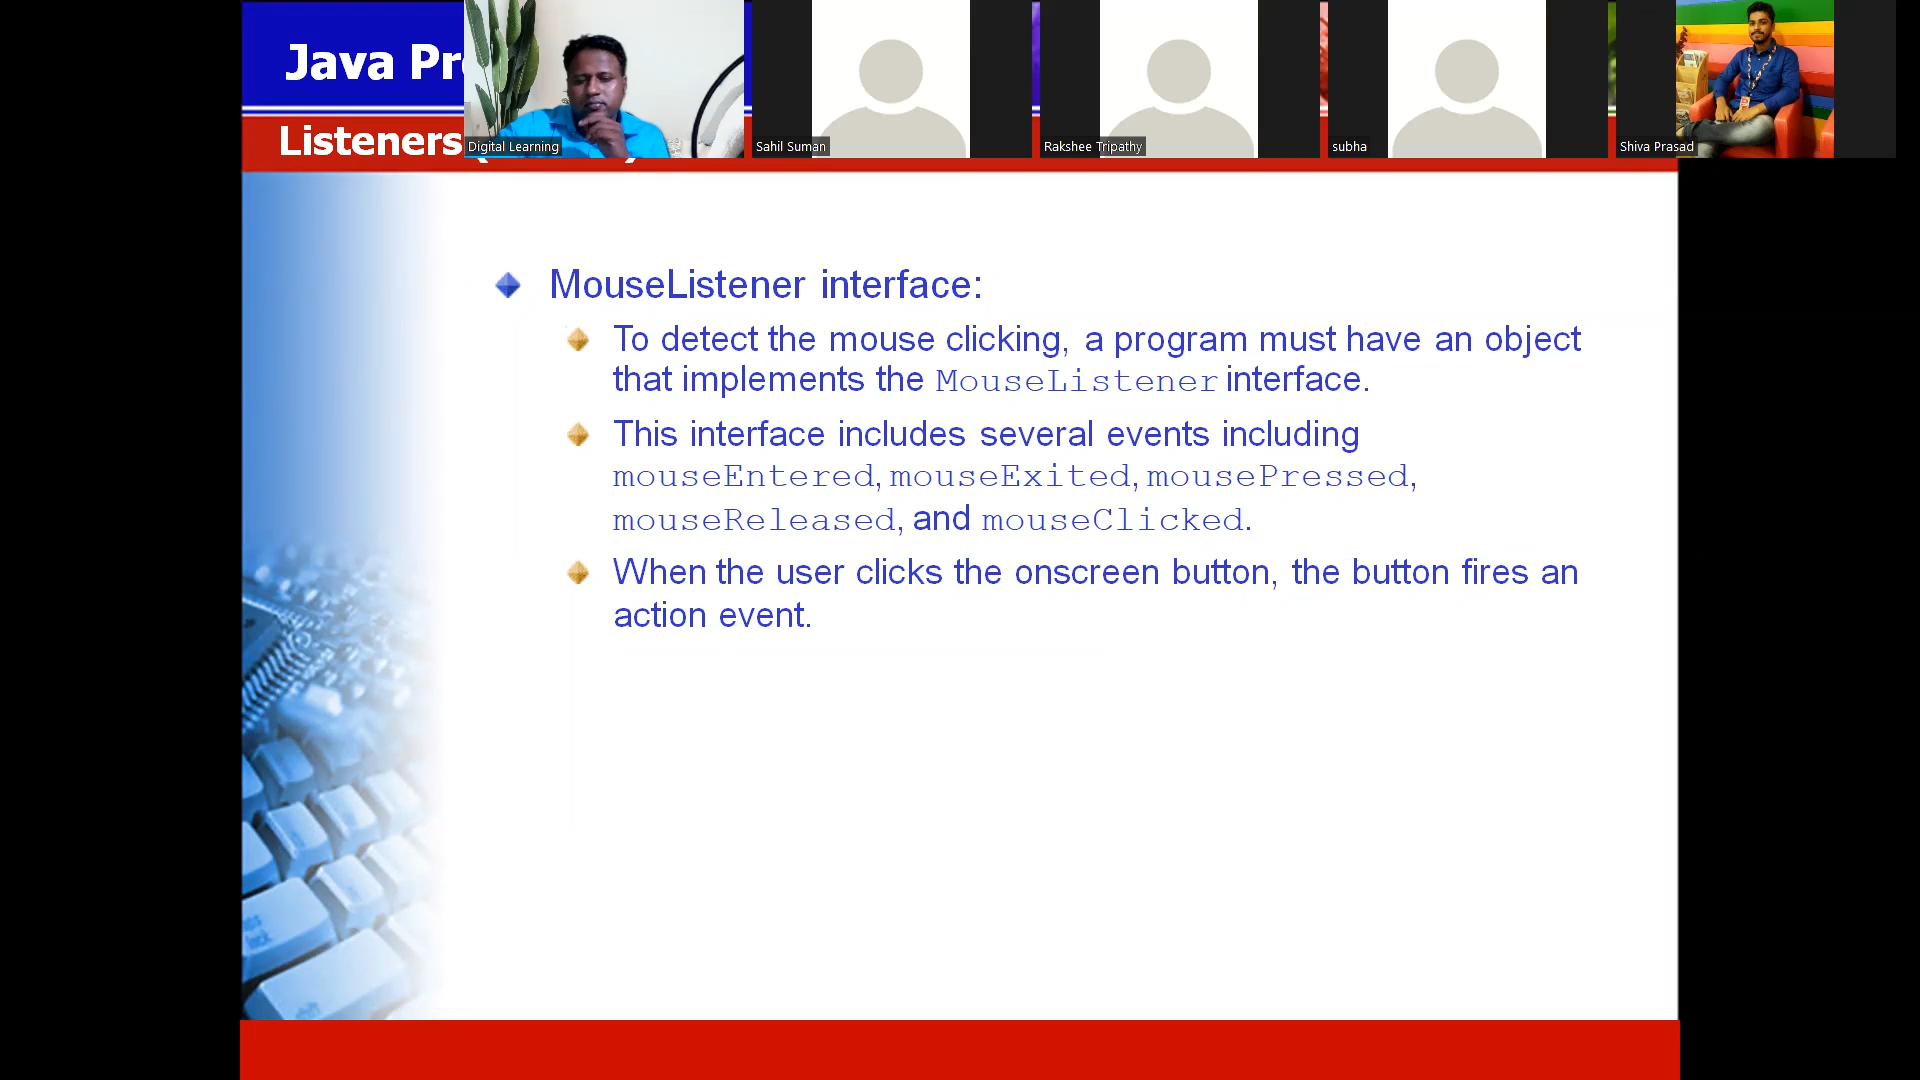 Java Pr
Listeners
Digital Learning
Sahil Suman
Rakshee Tripathy
subha
Shiva Prasad
MouseListener interface:
To detect the mouse clicking, a program must have an object
that implements the MouseListener interface.
This interface includes several events including
mouseEntered, mouseExited, mousePressed,
mouseReleased, and mouseClicked.
When the user clicks the onscreen button, the button fires an
action event.